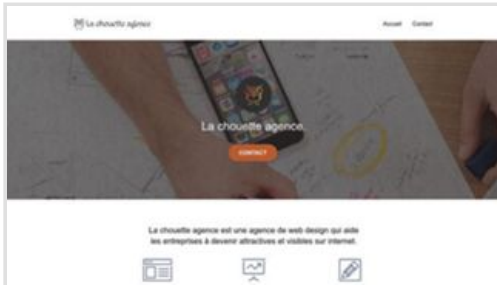 La chouette agence
Accueil Contact
La chouette agence.
CONTACT
La chouette agence est une agence de web design qui aide
les entreprises à devenir attractives et visibles sur internet.